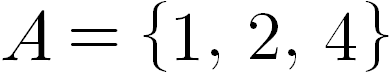 A = {1, 2, 4}